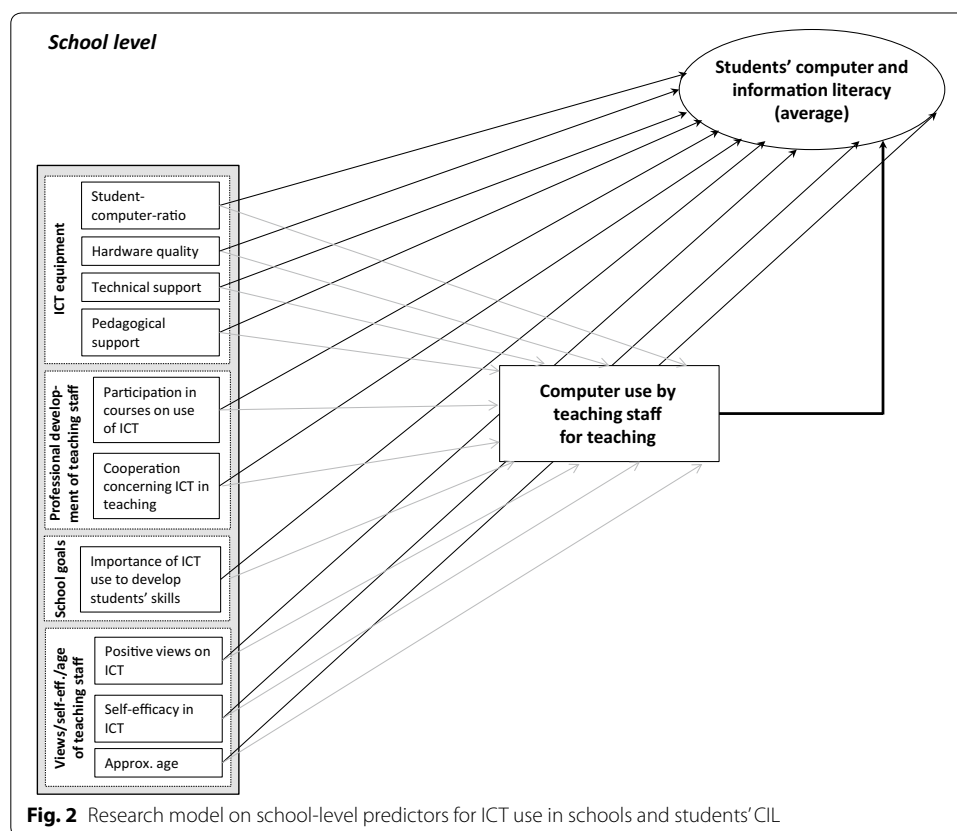 School level
Students' computer and
information literacy
(average)
ICT equipment
Student-
computer-ratio
Hardware quality
Technical support
Pedagogical
support
Professional develop-
ment of teaching staff
Participation in
courses on use
of ICT
Cooperation
concerning ICT in
teaching
School goals
Importance of ICT
use to develop
students' skills
Views/self-eff./age
of teaching staff
Positive views on
ICT
Self-efficacy in
ICT
Approx. age
Computer use by
teaching staff
for teaching
Fig. 2 Research model on school-level predictors for ICT use in schools and students' CIL